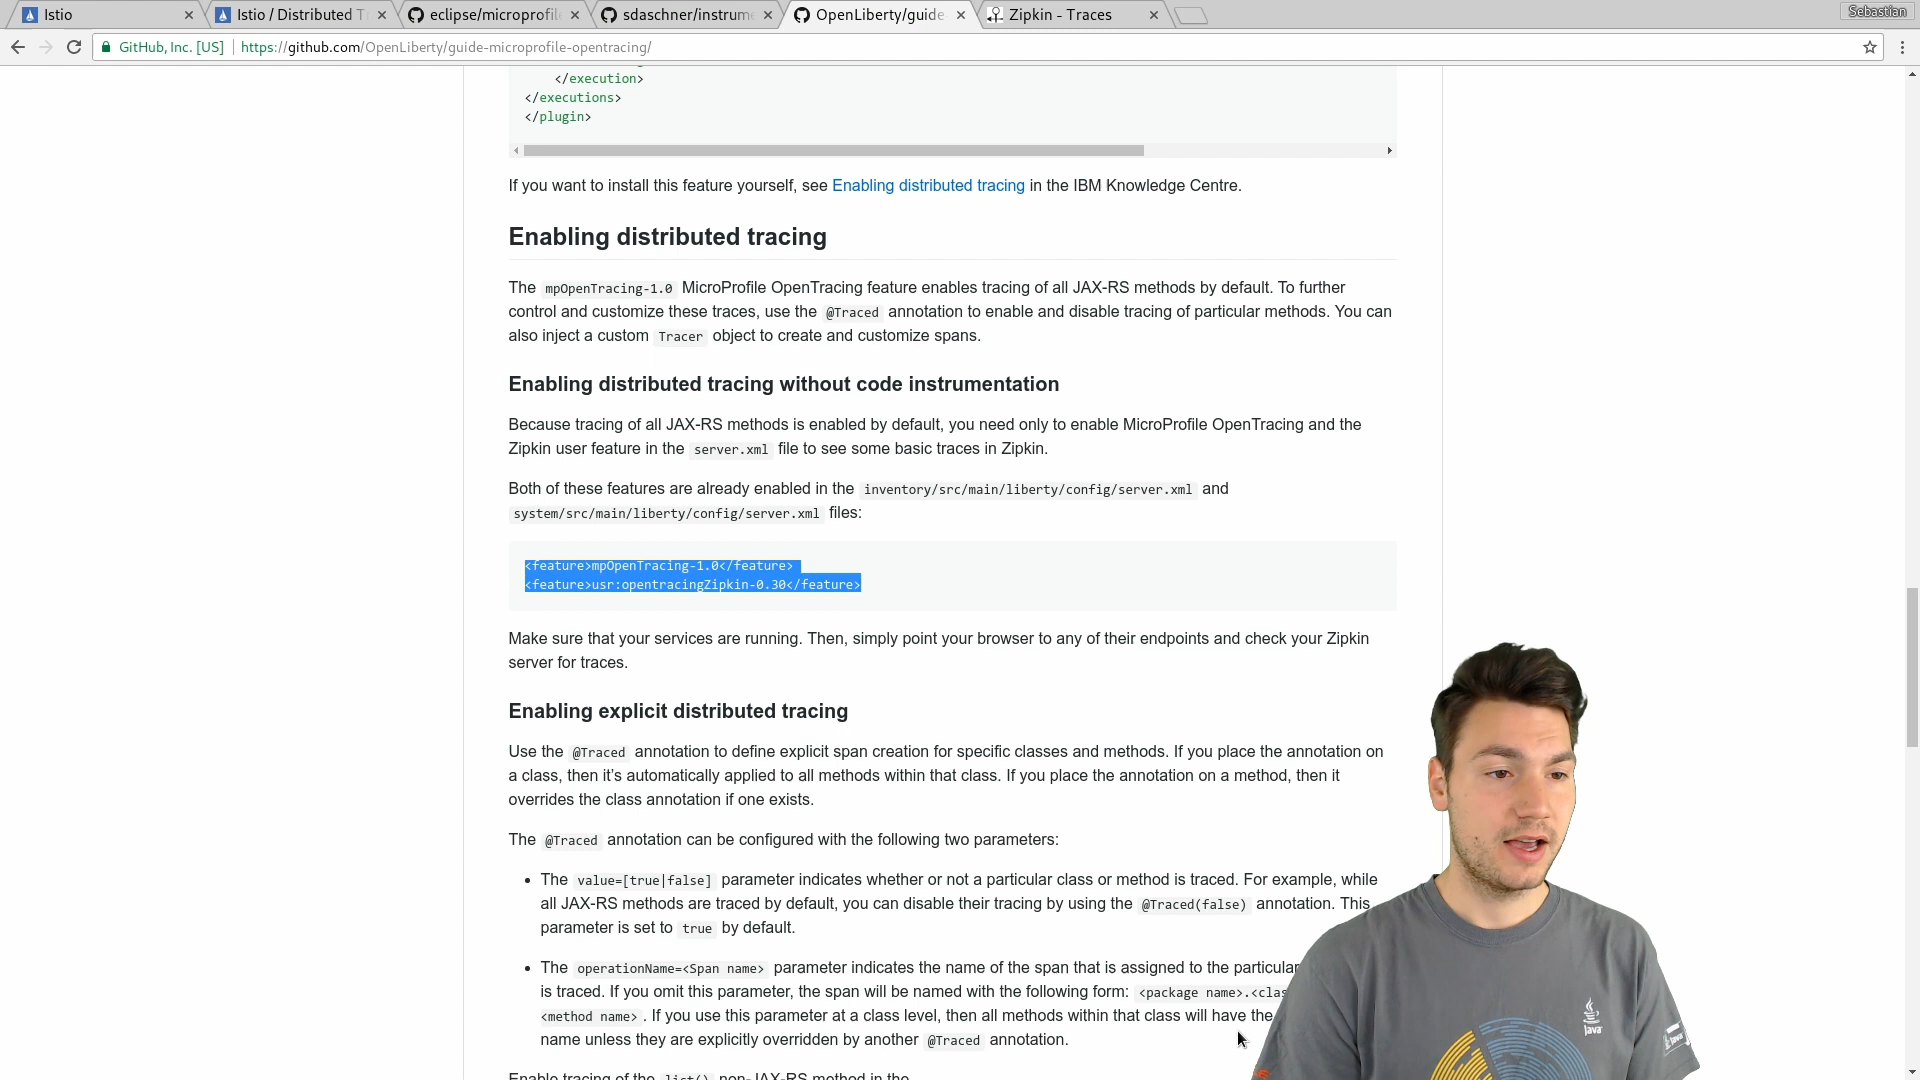 Istio
Istio / Distributed T
eclipse/microprofile
sdaschner/instrume
OpenLiberty/guide-
Zipkin - Traces
Sebastian
GitHub, Inc. [US]
https://github.com/OpenLiberty/guide-microprofile-opentracing/
</execution>
</executions>
</plugin>
If you want to install this feature yourself, see Enabling distributed tracing in the IBM Knowledge Centre.
Enabling distributed tracing
The mpOpenTracing-1.0 MicroProfile OpenTracing feature enables tracing of all JAX-RS methods by default. To further
control and customize these traces, use the @Traced annotation to enable and disable tracing of particular methods. You can
also inject a custom Tracer object to create and customize spans.
Enabling distributed tracing without code instrumentation
Because tracing of all JAX-RS methods is enabled by default, you need only to enable MicroProfile OpenTracing and the
Zipkin user feature in the server.xml file to see some basic traces in Zipkin.
Both of these features are already enabled in the inventory/src/main/liberty/config/server.xml and
system/src/main/liberty/config/server.xml files:
<feature>mpOpenTracing-1.0</feature>
<feature>usr:opentracingZipkin-0.30</feature>
Make sure that your services are running. Then, simply point your browser to any of their endpoints and check your Zipkin
server for traces.
Enabling explicit distributed tracing
Use the @Traced annotation to define explicit span creation for specific classes and methods. If you place the annotation on
a class, then it's automatically applied to all methods within that class. If you place the annotation on a method, then it
overrides the class annotation if one exists.
The @Traced annotation can be configured with the following two parameters:
• The value=[true|false] parameter indicates whether or not a particular class or method is traced. For example, while
all JAX-RS methods are traced by default, you can disable their tracing by using the @Traced(false) annotation. This
parameter is set to true by default.
• The operationName=<Span name> parameter indicates the name of the span that is assigned to the particular
is traced. If you omit this parameter, the span will be named with the following form: <package name>.<clas
<method name> . If you use this parameter at a class level, then all methods within that class will have the
name unless they are explicitly overridden by another @Traced annotation.
Enable tracing of the list() non-JAX-RS method in the
Java